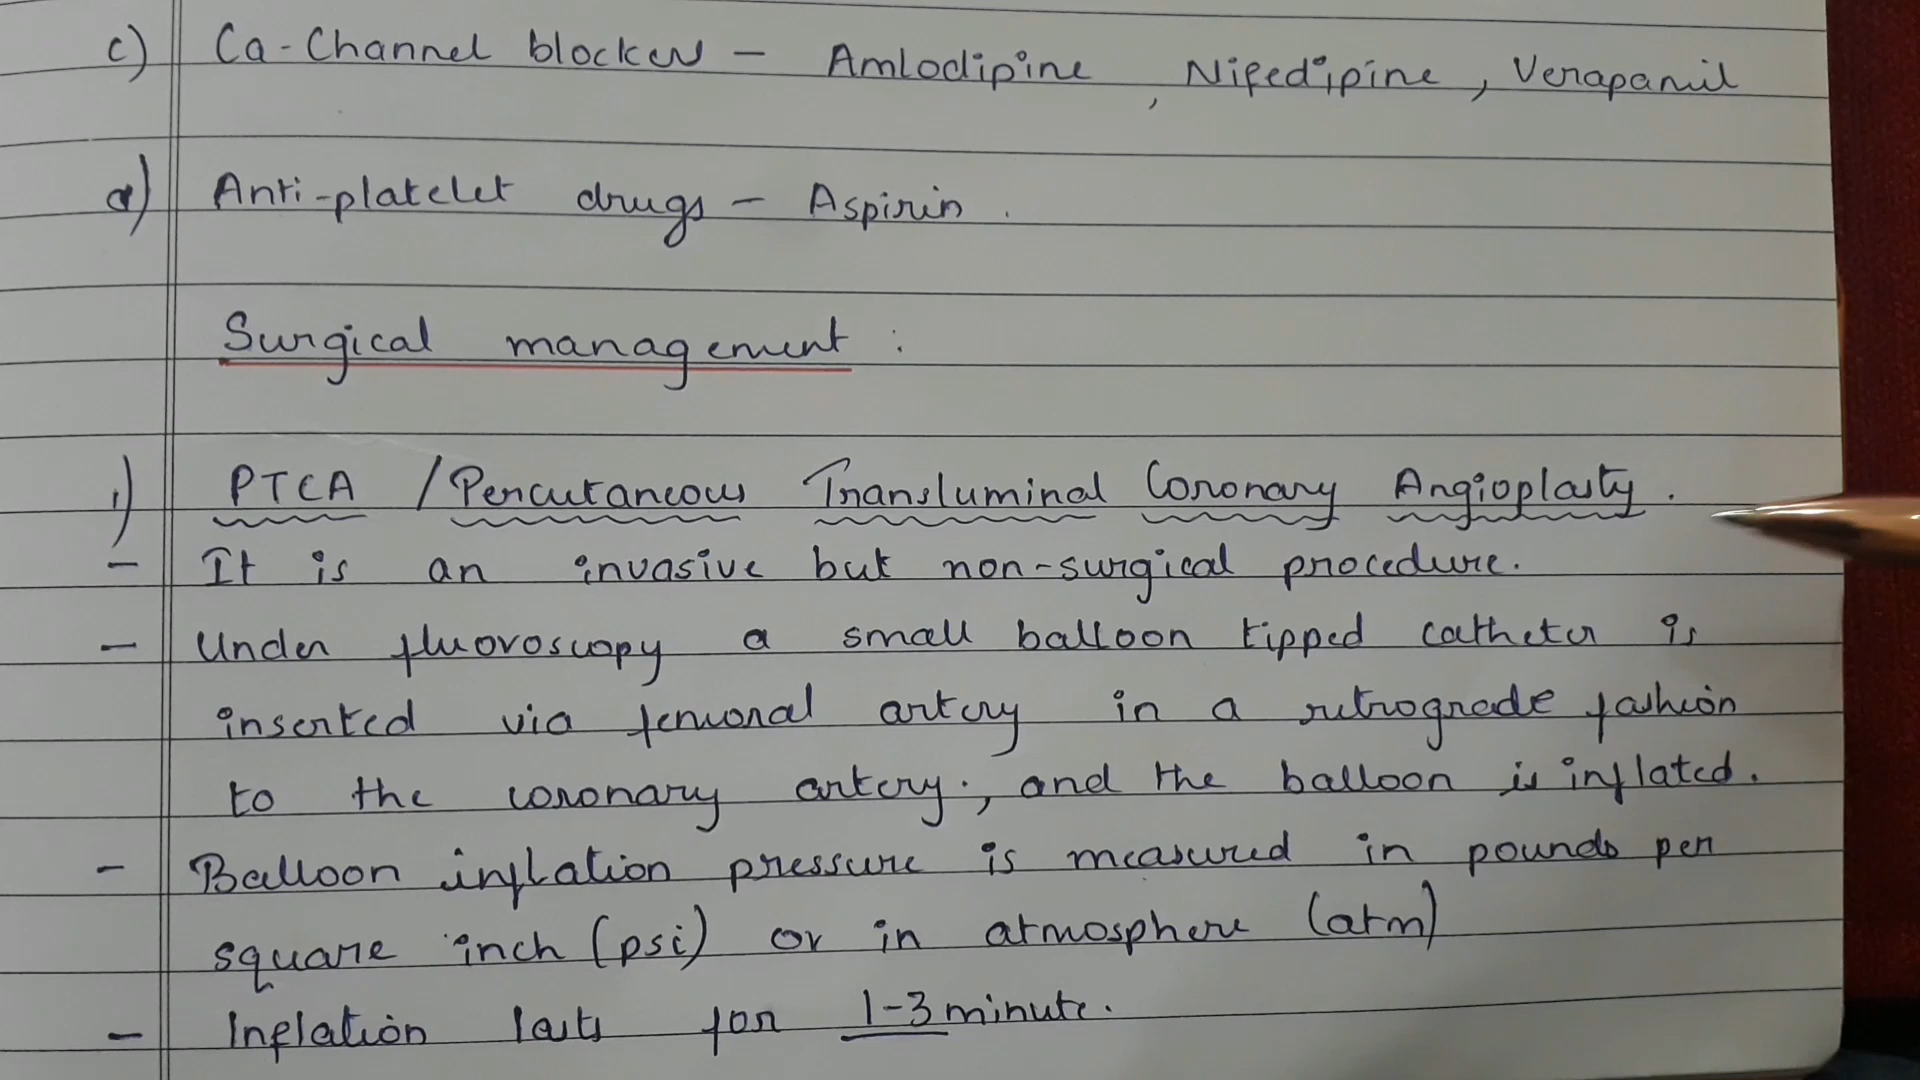 c) Ca-Channel blocker - Amlodipine, Nifedipine, Verapamil
d) Anti-platelet drugs - Aspirin.
Surgical management :
1) PTCA / Percutaneous Transluminal Coronary Angioplasty.
- It is an invasive but non-surgical procedure.
- Under fluoroscopy a small balloon tipped catheter is
inserted via femoral artery in a retrograde fashion
to the coronary artery, and the balloon is inflated.
- Balloon inflation pressure is measured in pounds per
square inch (psi) or in atmosphere (atm)
- Inflation lasts for 1-3 minute.